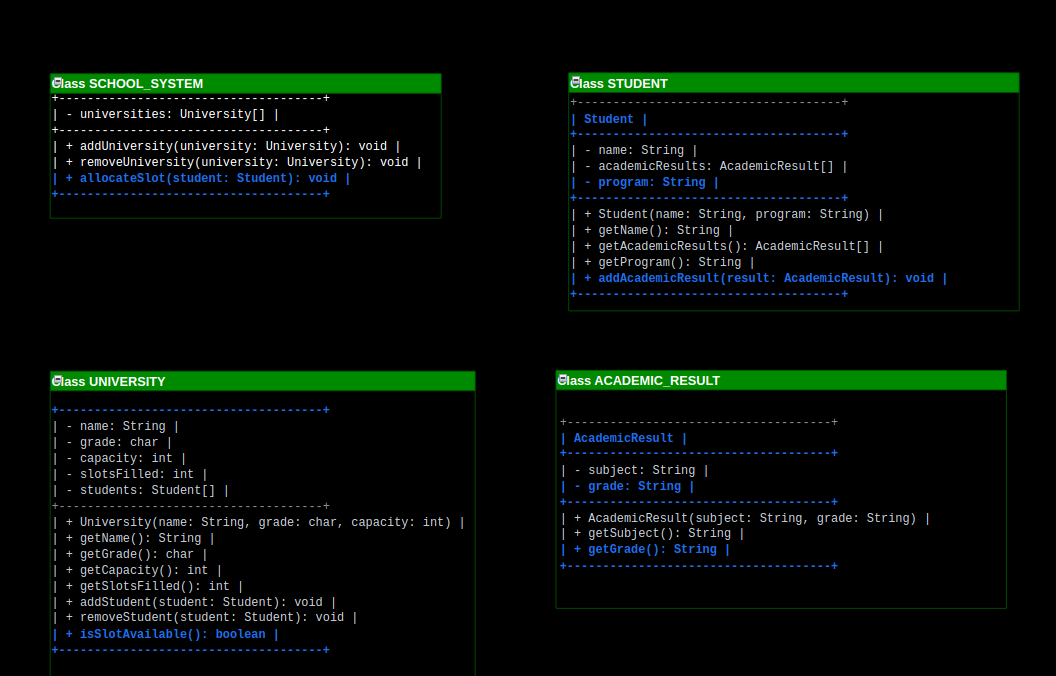 Class SCHOOL_SYSTEM
+-------------------------------------+
| - universities: University[] |
+-------------------------------------+
| + addUniversity(university: University): void |
| + removeUniversity(university: University): void |
| + allocateSlot(student: Student): void |
+-------------------------------------+
Class STUDENT
+-------------------------------------+
| Student |
+-------------------------------------+
| - name: String |
| - academicResults: AcademicResult[] |
| - program: String |
+-------------------------------------+
| + Student(name: String, program: String) |
| + getName(): String |
| + getAcademicResults(): AcademicResult[] |
| + getProgram(): String |
| + addAcademicResult(result: AcademicResult): void |
+-------------------------------------+
Class UNIVERSITY
+-------------------------------------+
| - name: String |
| - grade: char |
| - capacity: int |
| - slotsFilled: int |
| - students: Student[] |
+-------------------------------------+
| + University(name: String, grade: char, capacity: int) |
| + getName(): String |
| + getGrade(): char |
| + getCapacity(): int |
| + getSlotsFilled(): int |
| + addStudent(student: Student): void |
| + removeStudent(student: Student): void |
| + isSlotAvailable(): boolean |
+-------------------------------------+
Class ACADEMIC_RESULT
+-------------------------------------+
| AcademicResult |
+-------------------------------------+
| - subject: String |
| - grade: String |
+-------------------------------------+
| + AcademicResult(subject: String, grade: String) |
| + getSubject(): String |
| + getGrade(): String |
+-------------------------------------+